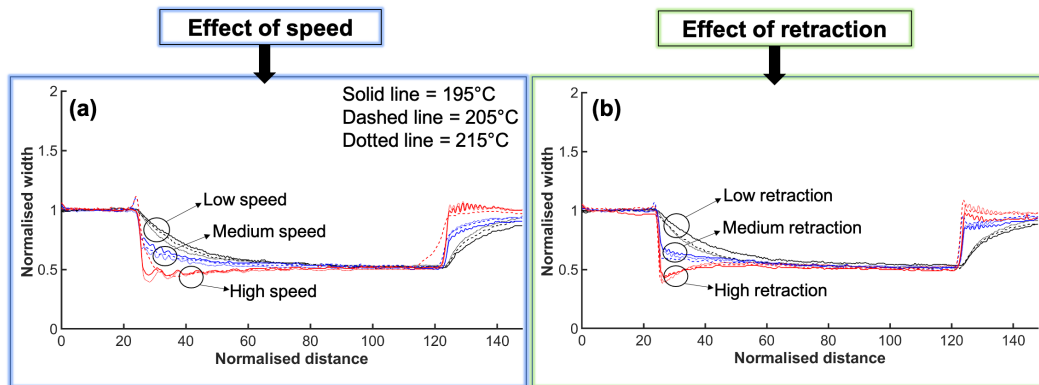 Effect of speed
Effect of retraction
(a)
Solid line = 195°C
Dashed line = 205°C
Dotted line = 215°C
2
1.5
1
0.5
0
Normalised width
Low speed
Medium speed
High speed
0 20 40 60 80 100 120 140
Normalised distance
(b)
2
1.5
1
0.5
0
Normalised width
Low retraction
Medium retraction
High retraction
0 20 40 60 80 100 120 140
Normalised distance